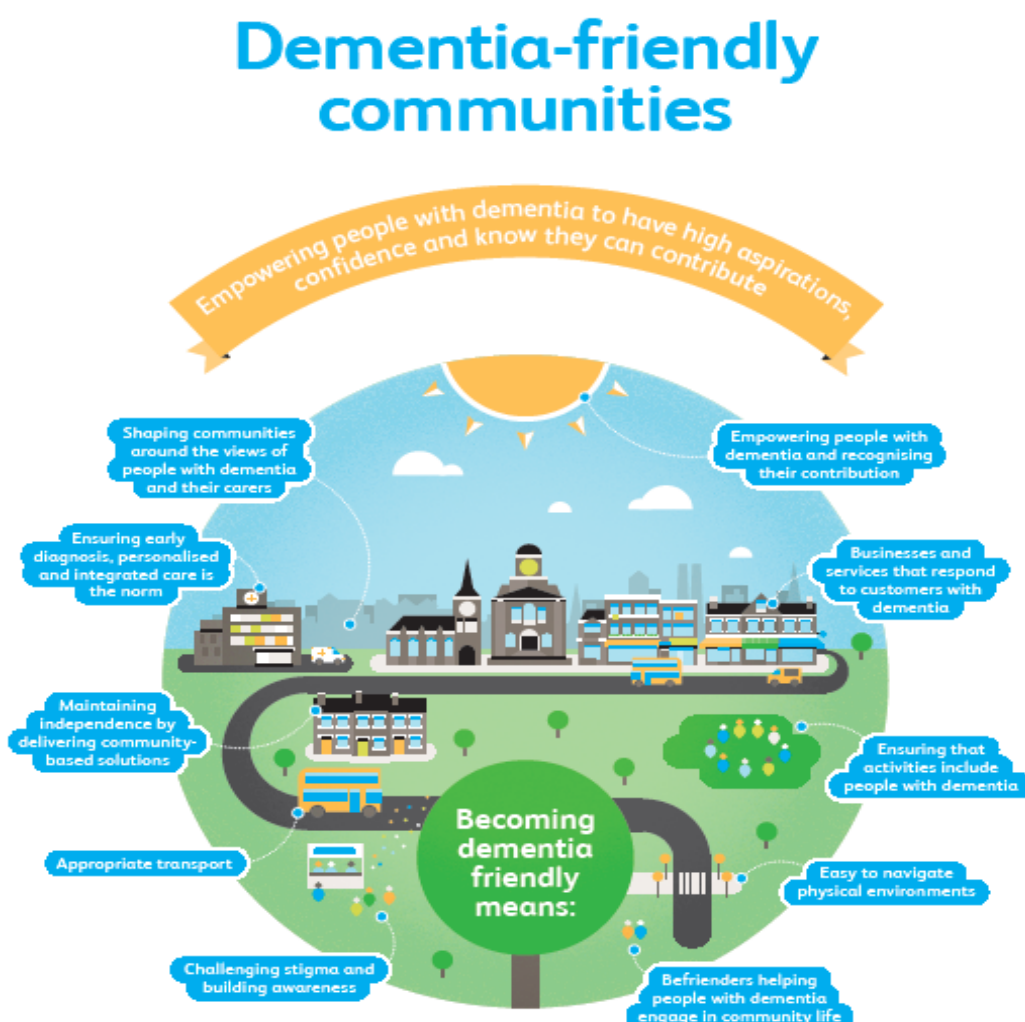 Dementia-friendly
communities
Empowering people with dementia to have high aspirations,
confidence and know they can contribute
Shaping communities
around the views of
people with dementia
and their carers
Empowering people with
dementia and recognising
their contribution
Ensuring early
diagnosis, personalised
and integrated care is
the norm
Businesses and
services that respond
to customers with
dementia
Maintaining
independence by
delivering community-
based solutions
Ensuring that
activities include
people with dementia
Becoming
dementia
friendly
means:
Appropriate transport
Easy to navigate
physical environments
Challenging stigma and
building awareness
Befrienders helping
people with dementia
engage in community life